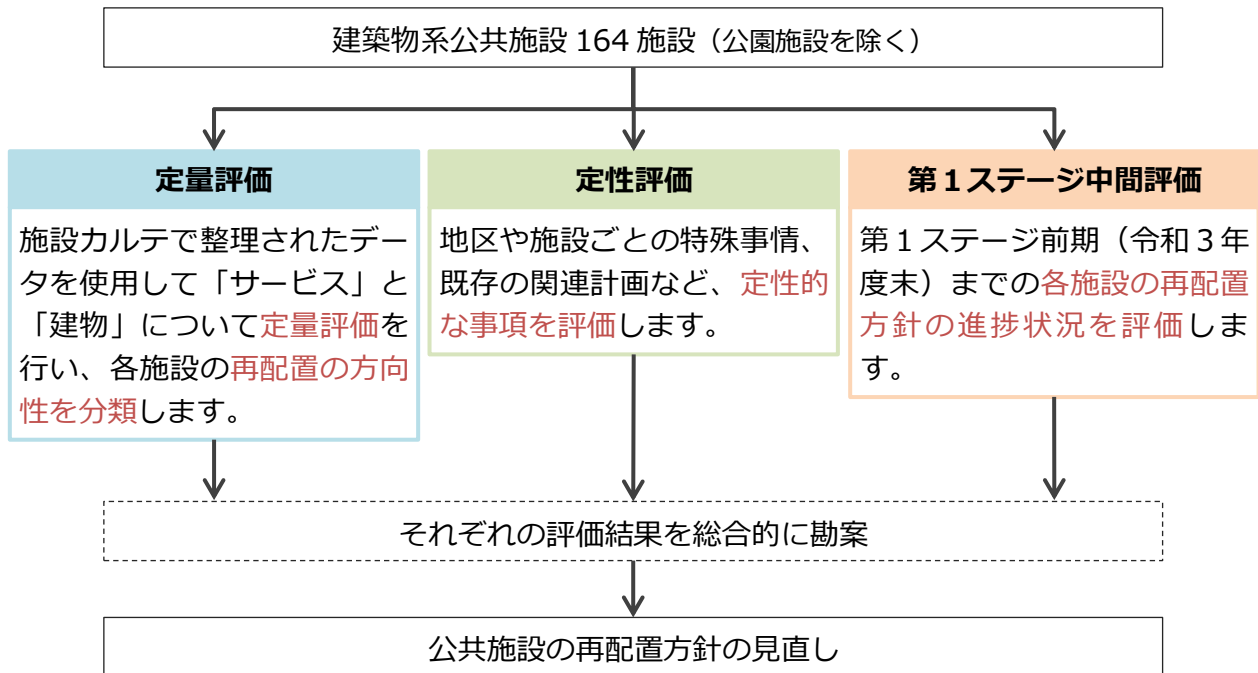 建築物系公共施設 164 施設（公園施設を除く）
定量評価
施設カルテで整理されたデー
タを使用して「サービス」と
「建物」について定量評価を
行い、各施設の再配置の方向
性を分類します。
定性評価
地区や施設ごとの特殊事情、
既存の関連計画など、定性的
な事項を評価します。
第１ステージ中間評価
第１ステージ前期（令和３年
度末）までの各施設の再配置
方針の進捗状況を評価しま
す。
それぞれの評価結果を総合的に勘案
公共施設の再配置方針の見直し